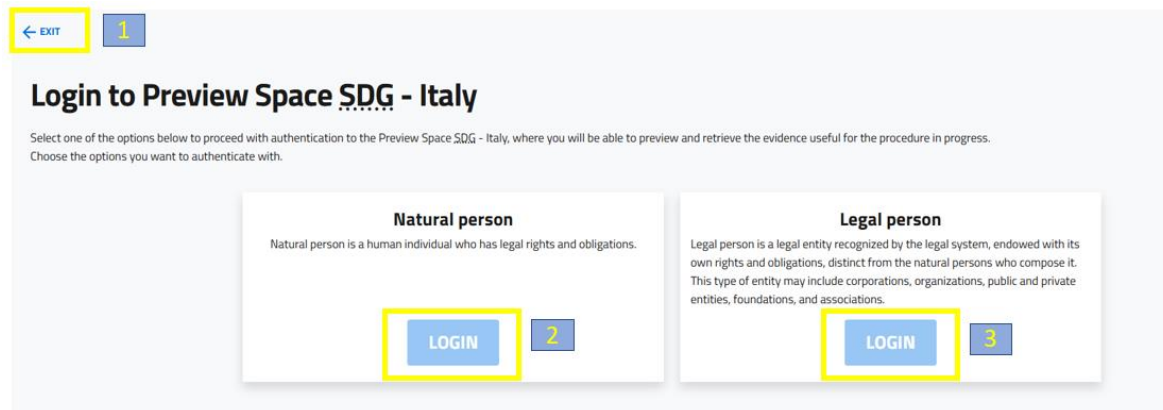 ← EXIT
1
Login to Preview Space SDG - Italy
Select one of the options below to proceed with authentication to the Preview Space SDG - Italy, where you will be able to preview and retrieve the evidence useful for the procedure in progress.
Choose the options you want to authenticate with.
Natural person
Natural person is a human individual who has legal rights and obligations.
LOGIN
2
Legal person
Legal person is a legal entity recognized by the legal system, endowed with its
own rights and obligations, distinct from the natural persons who compose it.
This type of entity may include corporations, organizations, public and private
entities, foundations, and associations.
LOGIN
3